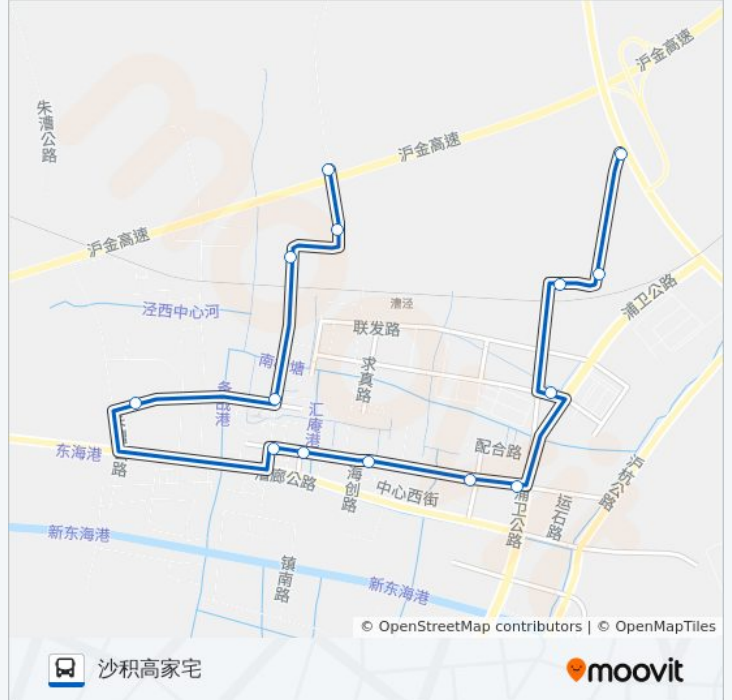 沪金高速
朱漕公路
沪金高速
沪金高速
浦卫公路
漕泾
泾西中心河
联发路
南
塘
求真路
汇庵港
港
东海港
路
配合路
廊公路
海创路
中心西街
沪杭公路
浦卫公路
运石路
新东海港
镇南路
新东海港
© OpenStreetMap contributors | © OpenMapTiles
沙积高家宅
moovit